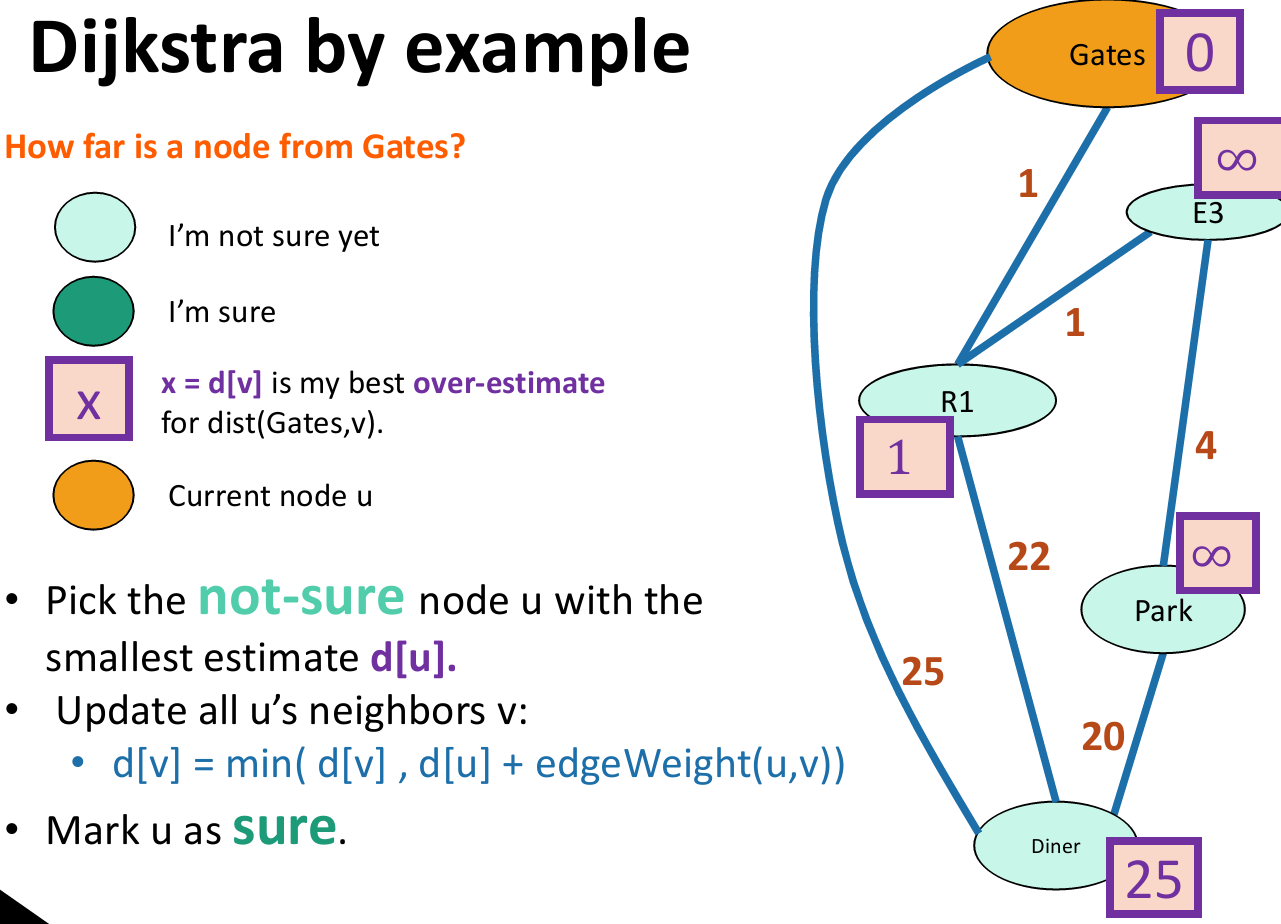 Dijkstra by example
How far is a node from Gates?
I'm not sure yet
I'm sure
x
x = d[v] is my best over-estimate
for dist(Gates,v).
Current node u
• Pick the not-sure node u with the
smallest estimate d[u].
• Update all u's neighbors v:
• d[v] = min( d[v] , d[u] + edgeWeight(u,v))
• Mark u as sure.
Gates
0
∞
E3
1
1
R1
1
4
22
∞
Park
25
20
Diner
25